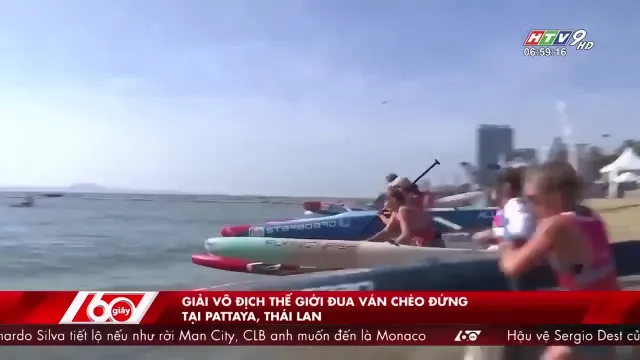 HTV9 HD
06:59:16
STARBOARD
60 giây
GIẢI VÔ ĐỊCH THẾ GIỚI ĐUA VÁN CHÈO ĐỨNG
TẠI PATTAYA, THÁI LAN
nardo Silva tiết lộ nếu như rời Man City, CLB anh muốn đến là Monaco
Hậu vệ Sergio Dest củ